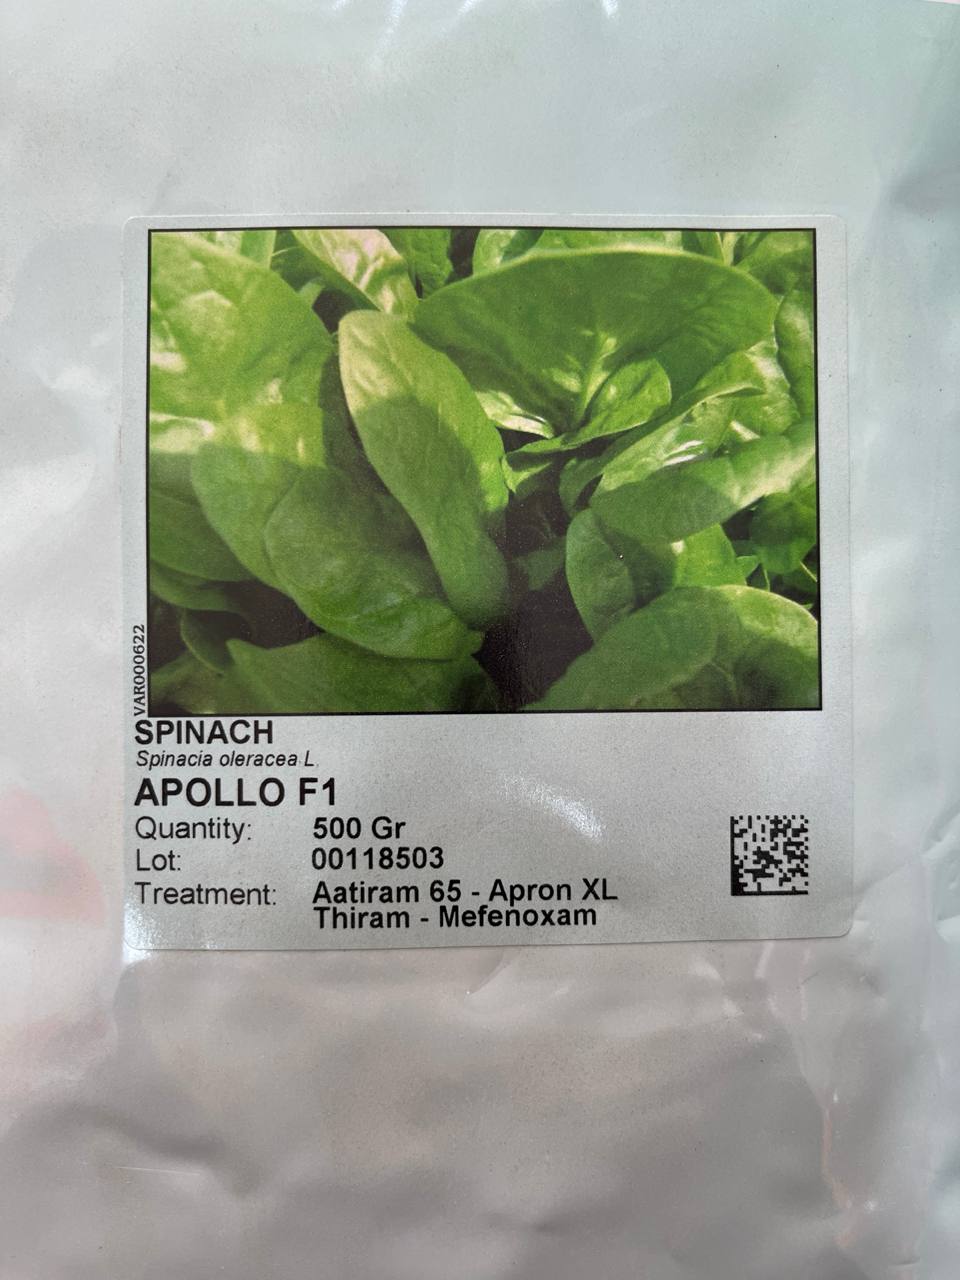 VAR000622
SPINACH
Spinacia oleracea L.
APOLLO F1
Quantity: 500 Gr
Lot: 00118503
Treatment: Aatiram 65 - Apron XL
Thiram - Mefenoxam